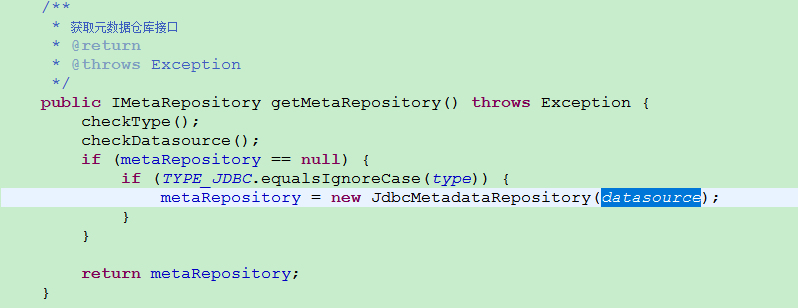 /**
 * 获取元数据仓库接口
 * @return
 * @throws Exception
 */
public IMetaRepository getMetaRepository() throws Exception {
    checkType();
    checkDatasource();
    if (metaRepository == null) {
        if (TYPE_JDBC.equalsIgnoreCase(type)) {
            metaRepository = new JdbcMetadataRepository(datasource);
        }
    }

    return metaRepository;
}